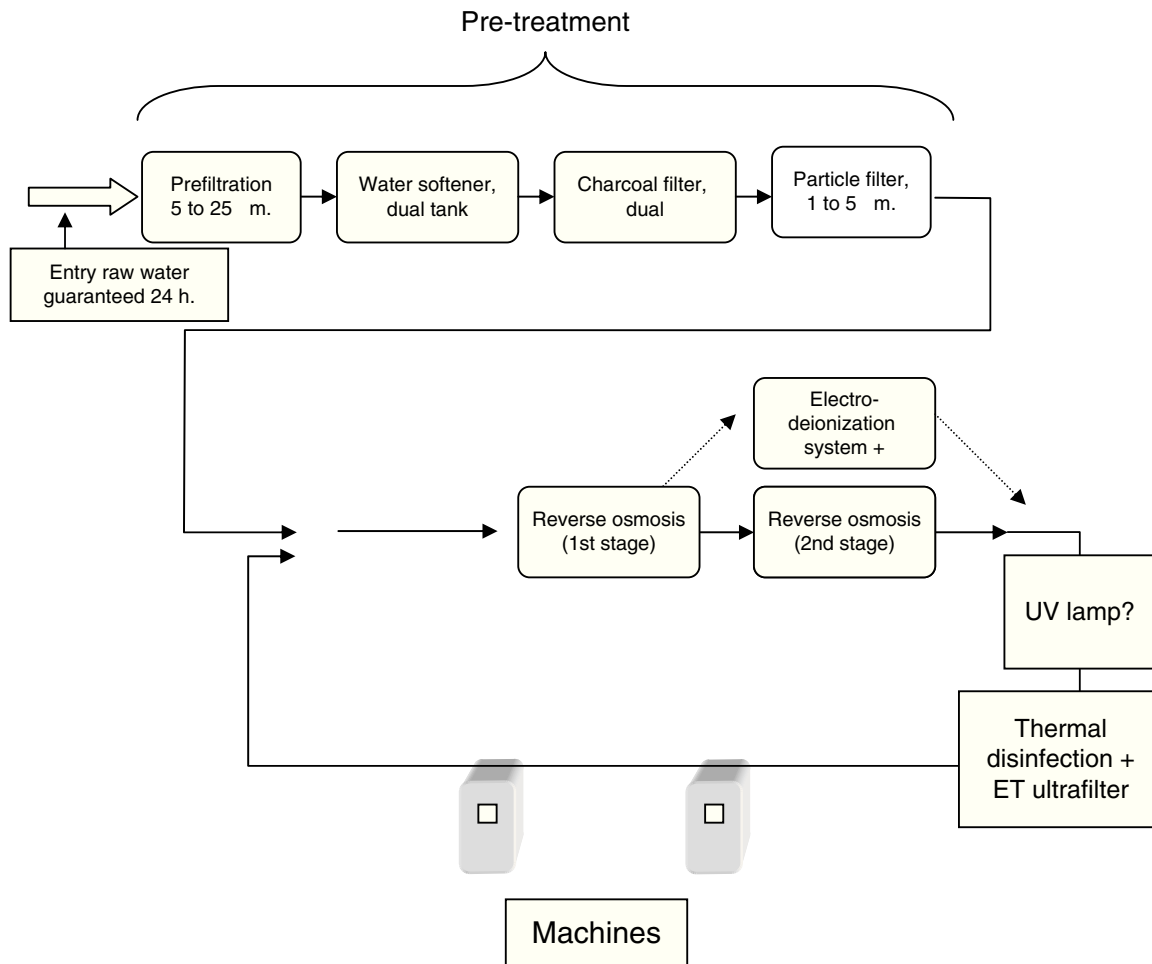 Pre-treatment
Prefiltration
5 to 25 m.
Water softener,
dual tank
Charcoal filter,
dual
Particle filter,
1 to 5 m.
Entry raw water
guaranteed 24 h.
Electro-
deionization
system +
Reverse osmosis
(1st stage)
Reverse osmosis
(2nd stage)
UV lamp?
Thermal
disinfection +
ET ultrafilter
Machines